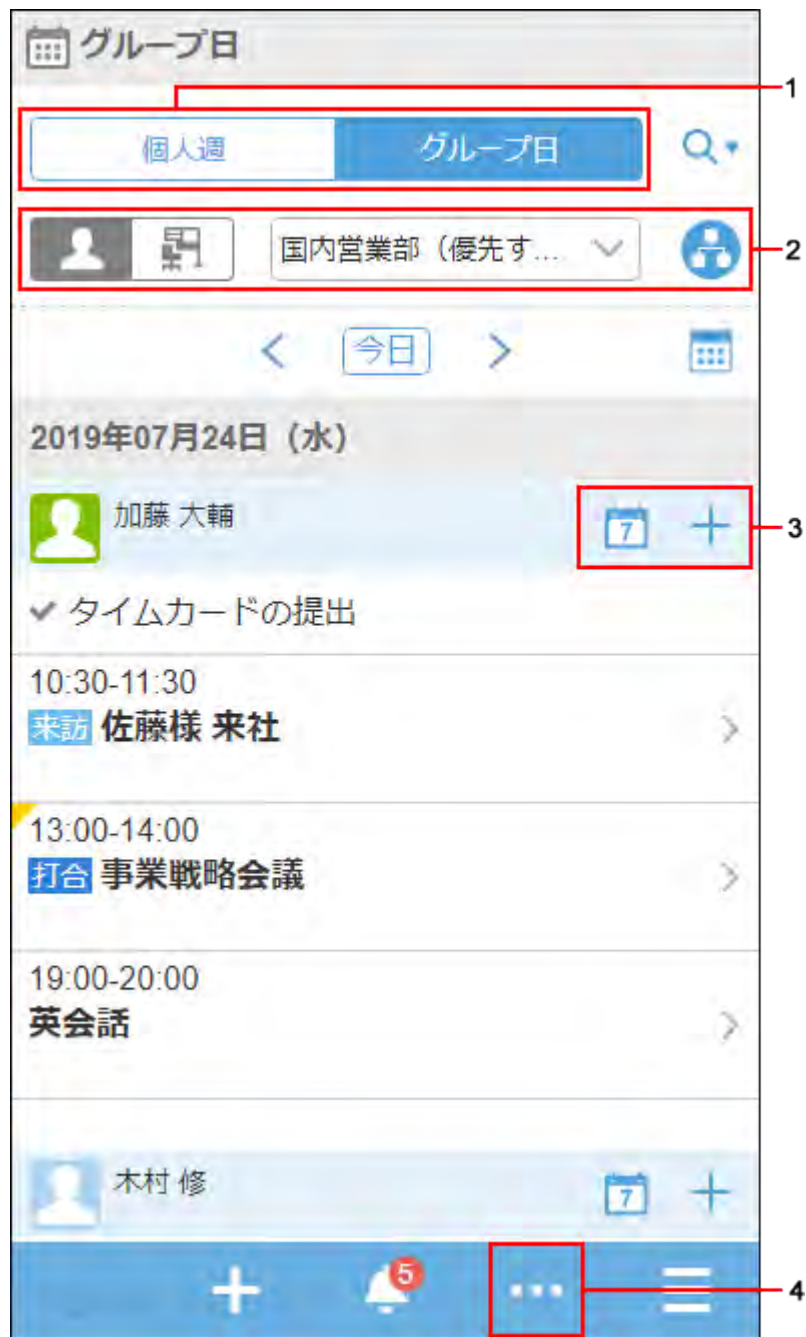 グループ日
1
個人週 グループ日
国内営業部（優先す... 2
今日
2019年07月24日（水）
加藤 大輔
7 3
タイムカードの提出
10:30-11:30
来訪 佐藤様 来社
13:00-14:00
打合 事業戦略会議
19:00-20:00
英会話
木村 修
7
5
4